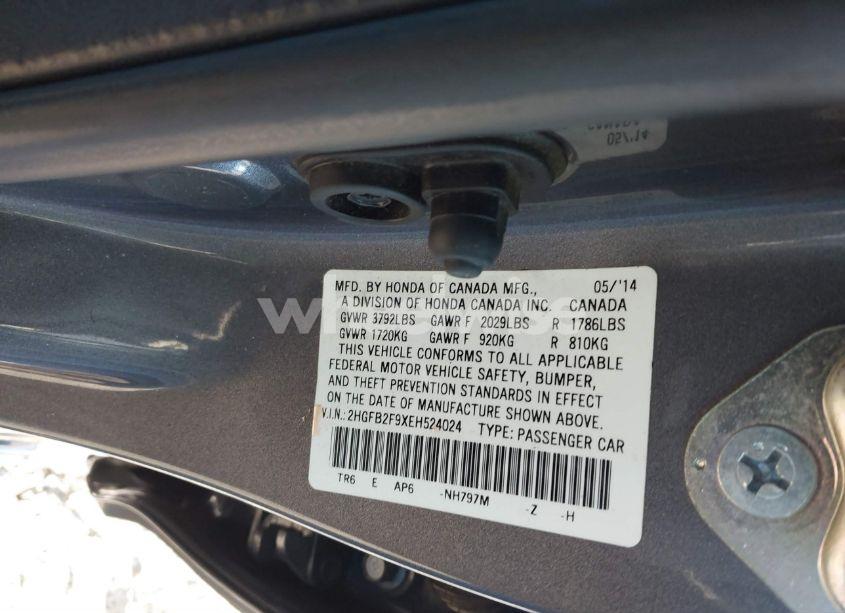 MFD. BY HONDA OF CANADA MFG., 05/'14
A DIVISION OF HONDA CANADA INC. CANADA
GVWR 3792LBS GAWR F 2029LBS R 1786LBS
GVWR 1720KG GAWR F 920KG R 810KG
THIS VEHICLE CONFORMS TO ALL APPLICABLE
FEDERAL MOTOR VEHICLE SAFETY, BUMPER,
AND THEFT PREVENTION STANDARDS IN EFFECT
ON THE DATE OF MANUFACTURE SHOWN ABOVE.
V.I.N.: 2HGFB2F9XEH524024 TYPE: PASSENGER CAR
TR6 E AP6 -NH797M -Z -H